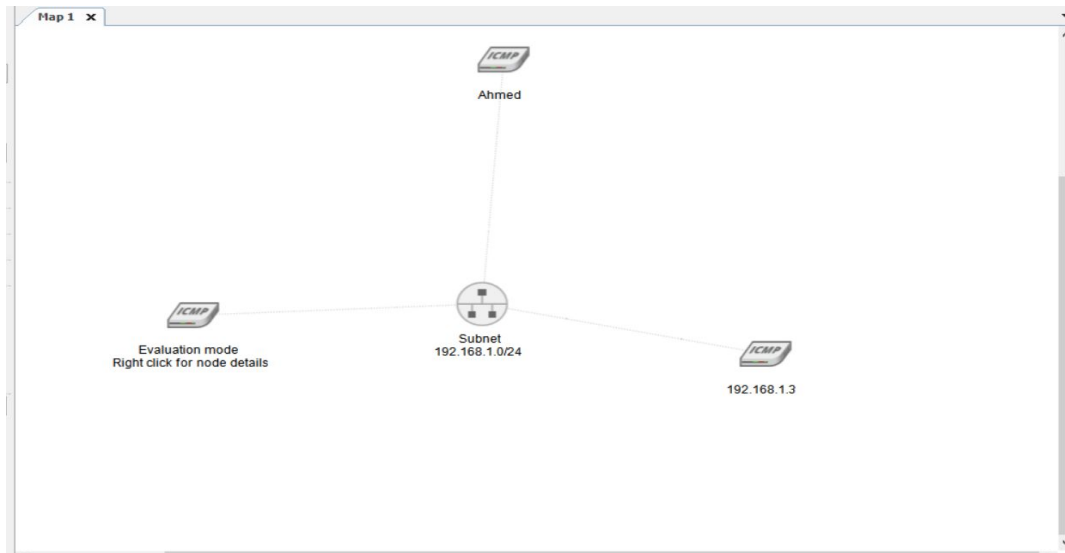 Map 1 x
ICMP
Ahmed
ICMP
Evaluation mode
Right click for node details
Subnet
192.168.1.0/24
ICMP
192.168.1.3